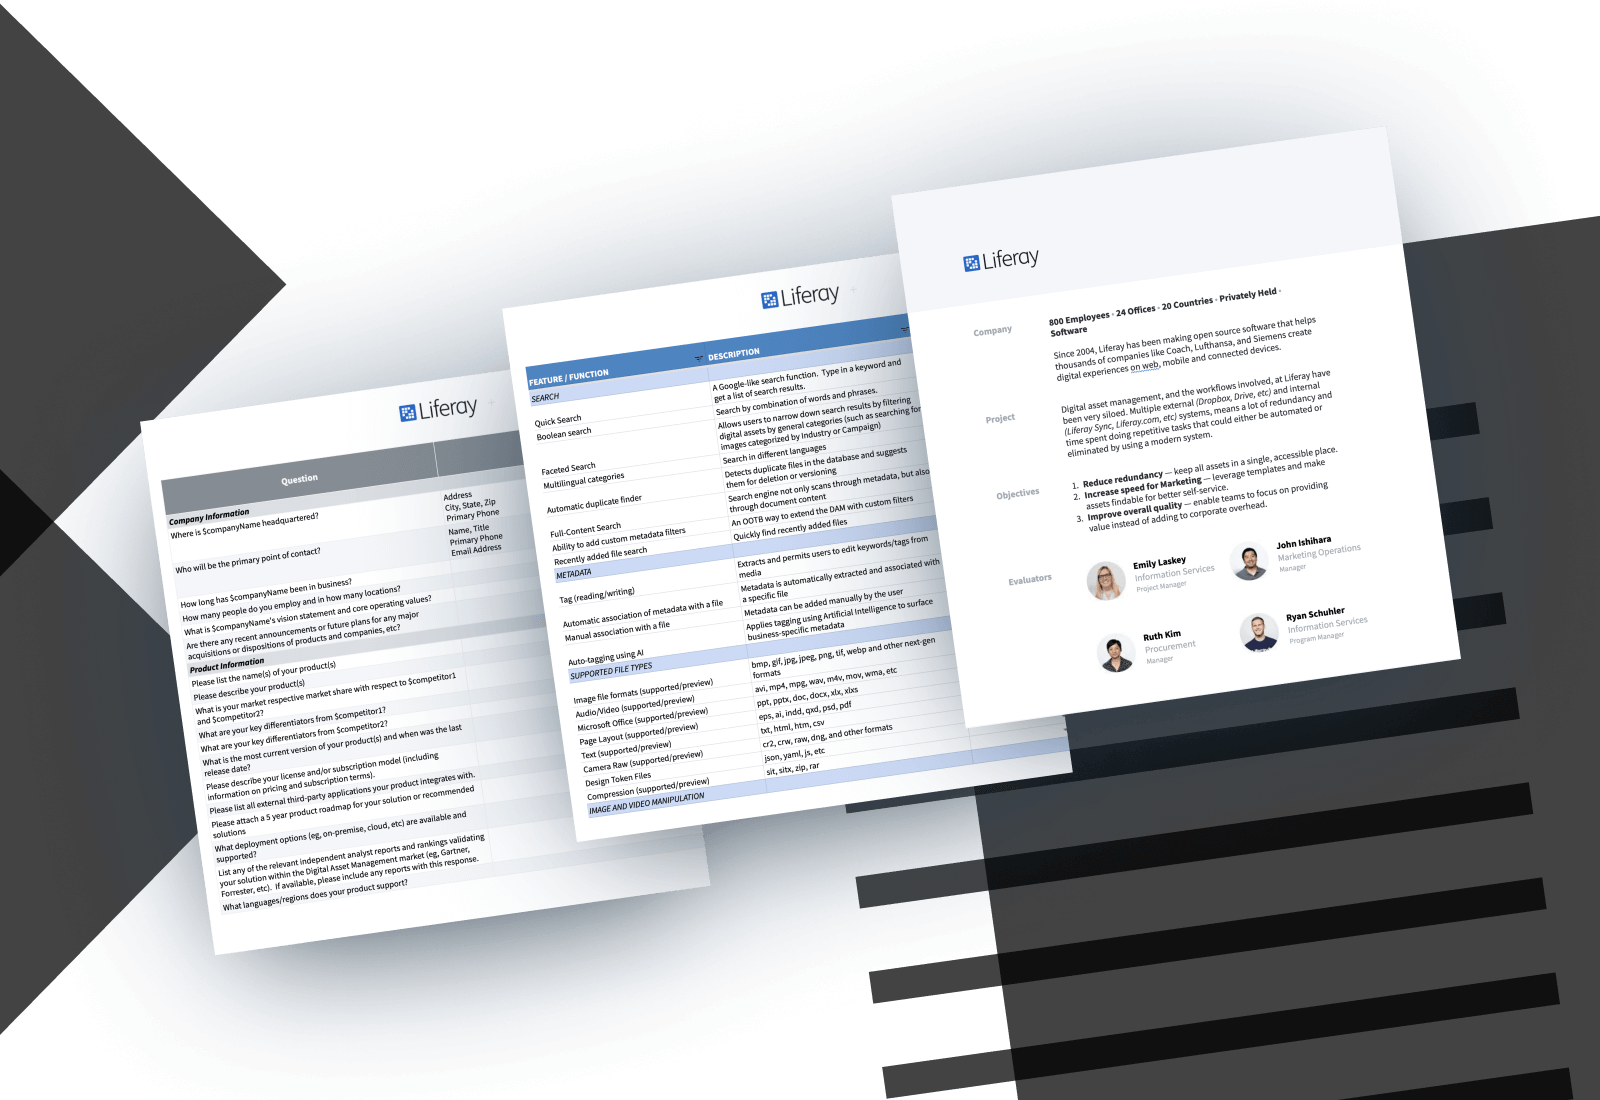 Liferay
Question
Company Information
Where is $companyName headquartered?
Address
City, State, Zip
Primary Phone
Who will be the primary point of contact?
Name, Title
Primary Phone
Email Address
How long has $companyName been in business?
How many people do you employ and in how many locations?
What is $companyName's vision statement and core operating values?
Are there any recent announcements or future plans for any major
acquisitions or dispositions of products and companies, etc?
Product Information
Please list the name(s) of your product(s)
Please describe your product(s)
What is your market respective market share with respect to $competitor1
and $competitor2?
What are your key differentiators from $competitor1?
What are your key differentiators from $competitor2?
What is the most current version of your product(s) and when was the last
release date?
Please describe your license and/or subscription model (including
information on pricing and subscription terms).
Please list all external third-party applications your product integrates with.
Please attach a 5 year product roadmap for your solution or recommended
solutions
What deployment options (eg, on-premise, cloud, etc) are available and
supported?
List any of the relevant independent analyst reports and rankings validating
your solution within the Digital Asset Management market (eg, Gartner,
Forrester, etc). If available, please include any reports with this response.
What languages/regions does your product support?
Liferay
FEATURE / FUNCTION
DESCRIPTION
SEARCH
Quick Search
A Google-like search function. Type in a keyword and
get a list of search results.
Boolean search
Search by combination of words and phrases.
Faceted Search
Allows users to narrow down search results by filtering
digital assets by general categories (such as searching for
images categorized by Industry or Campaign)
Multilingual categories
Search in different languages
Automatic duplicate finder
Detects duplicate files in the database and suggests
them for deletion or versioning
Full-Content Search
Search engine not only scans through metadata, but also
through document content
Ability to add custom metadata filters
An OOTB way to extend the DAM with custom filters
Recently added file search
Quickly find recently added files
METADATA
Tag (reading/writing)
Extracts and permits users to edit keywords/tags from
media
Automatic association of metadata with a file
Metadata is automatically extracted and associated with
a specific file
Manual association with a file
Metadata can be added manually by the user
Auto-tagging using AI
Applies tagging using Artificial Intelligence to surface
business-specific metadata
SUPPORTED FILE TYPES
Image file formats (supported/preview)
bmp, gif, jpg, jpeg, png, tif, webp and other next-gen
formats
Audio/Video (supported/preview)
avi, mp4, mpg, wav, m4v, mov, wma, etc
Microsoft Office (supported/preview)
ppt, pptx, doc, docx, xls, xlxs
Page Layout (supported/preview)
eps, ai, indd, qxd, psd, pdf
Text (supported/preview)
txt, html, htm, csv
Camera Raw (supported/preview)
cr2, crw, raw, dng, and other formats
Design Token Files
json, yaml, js, etc
Compression (supported/preview)
sit, sitx, zip, rar
IMAGE AND VIDEO MANIPULATION
Liferay
Company
800 Employees · 24 Offices · 20 Countries · Privately Held ·
Software
Since 2004, Liferay has been making open source software that helps
thousands of companies like Coach, Lufthansa, and Siemens create
digital experiences on web, mobile and connected devices.
Project
Digital asset management, and the workflows involved, at Liferay have
been very siloed. Multiple external (Dropbox, Drive, etc) and internal
(Liferay Sync, Liferay.com, etc) systems, means a lot of redundancy and
time spent doing repetitive tasks that could either be automated or
eliminated by using a modern system.
Objectives
1. Reduce redundancy — keep all assets in a single, accessible place.
2. Increase speed for Marketing — leverage templates and make
assets findable for better self-service.
3. Improve overall quality — enable teams to focus on providing
value instead of adding to corporate overhead.
Evaluators
Emily Laskey
Information Services
Project Manager
John Ishihara
Marketing Operations
Manager
Ruth Kim
Procurement
Manager
Ryan Schuhler
Information Services
Program Manager